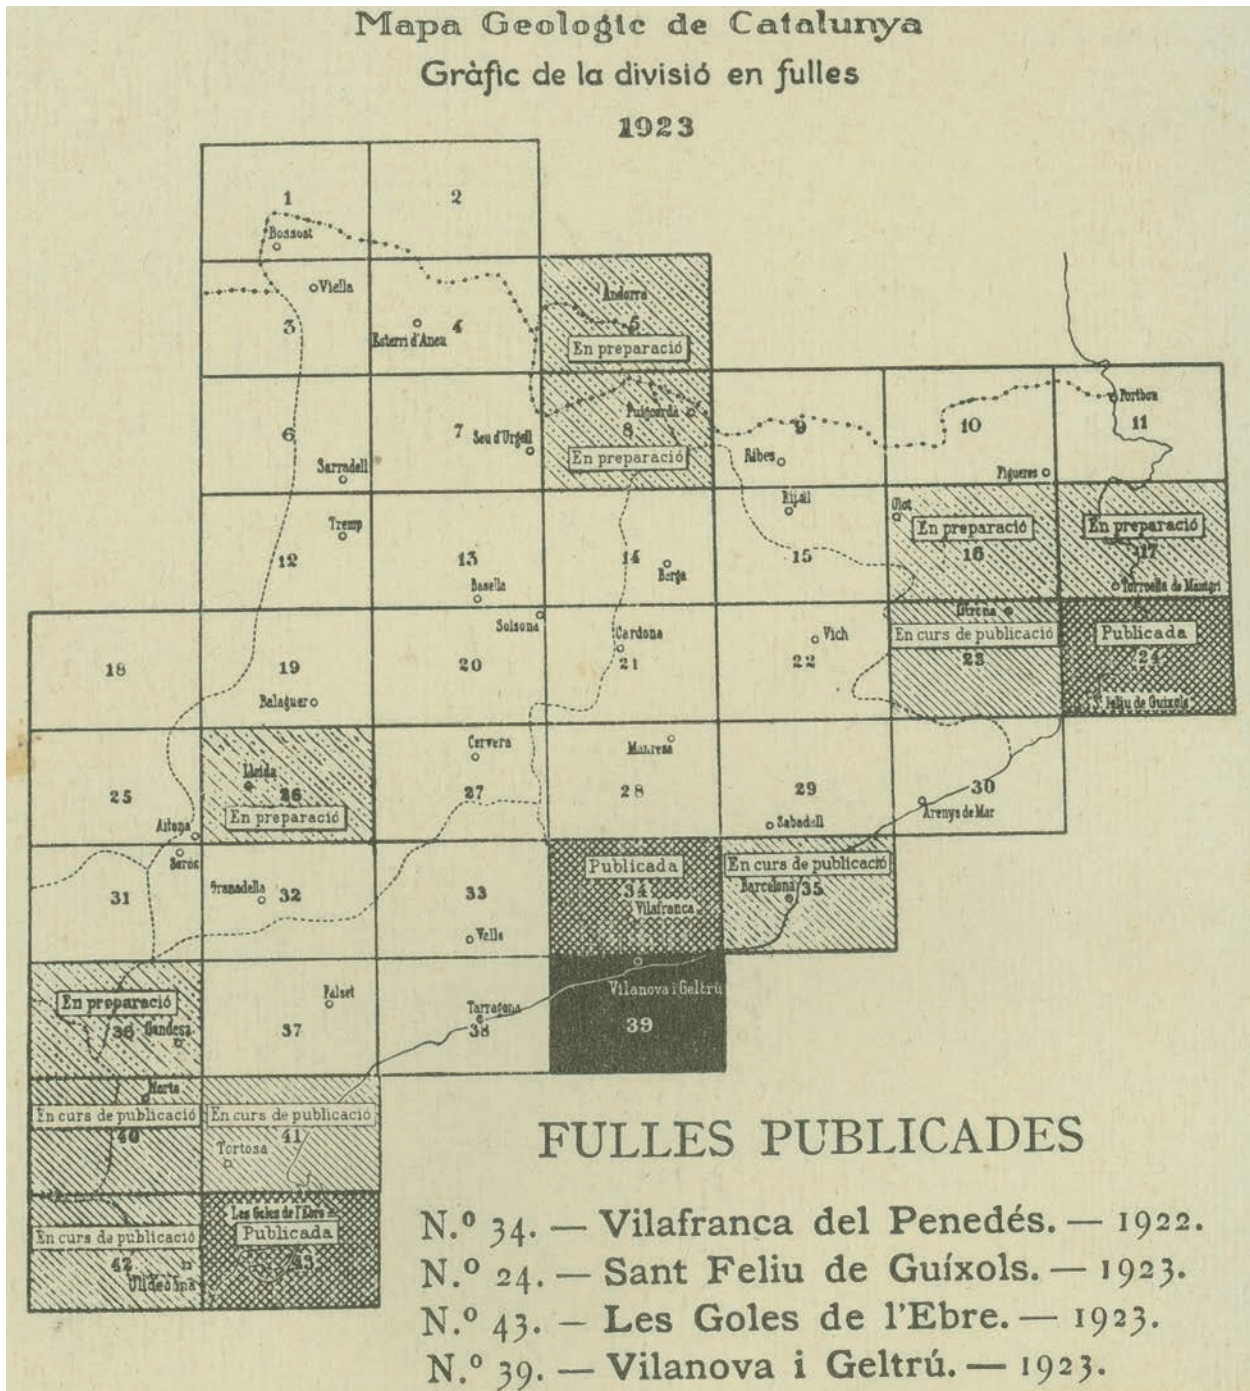 Mapa Geologic de Catalunya
Gràfic de la divisió en fulles
1923
1
2
Bossost
Viella
3
Esterri d'Aneu
4
Andorra
5
En preparació
6
Sarradell
7
Seu d'Urgell
Puigcerdà
8
En preparació
9
Ribes
10
Figueres
Portbou
11
Tremp
12
13
Basella
14
Berga
Ripoll
15
Olot
En preparació
16
En preparació
17
Torroella de Montgri
18
19
Balaguer
Solsona
20
Cardona
21
Vich
22
Girona
En curs de publicació
23
Publicada
24
St Feliu de Guixols
25
Aitona
Lleida
26
En preparació
Cervera
27
Manresa
28
29
Sabadell
30
Arenys de Mar
Seròs
31
Granadella
32
33
Valls
Publicada
34
Vilafranca
En curs de publicació
Barcelona
35
En preparació
36
Gandesa
Falset
37
Tarragona
38
Vilanova i Geltrú
39
Horta
En curs de publicació
40
En curs de publicació
41
Tortosa
En curs de publicació
42
Ulldecona
Les Goles de l'Ebre
Publicada
43
FULLES PUBLICADES
N.º 34. — Vilafranca del Penedés. — 1922.
N.º 24. — Sant Feliu de Guíxols. — 1923.
N.º 43. — Les Goles de l'Ebre. — 1923.
N.º 39. — Vilanova i Geltrú. — 1923.